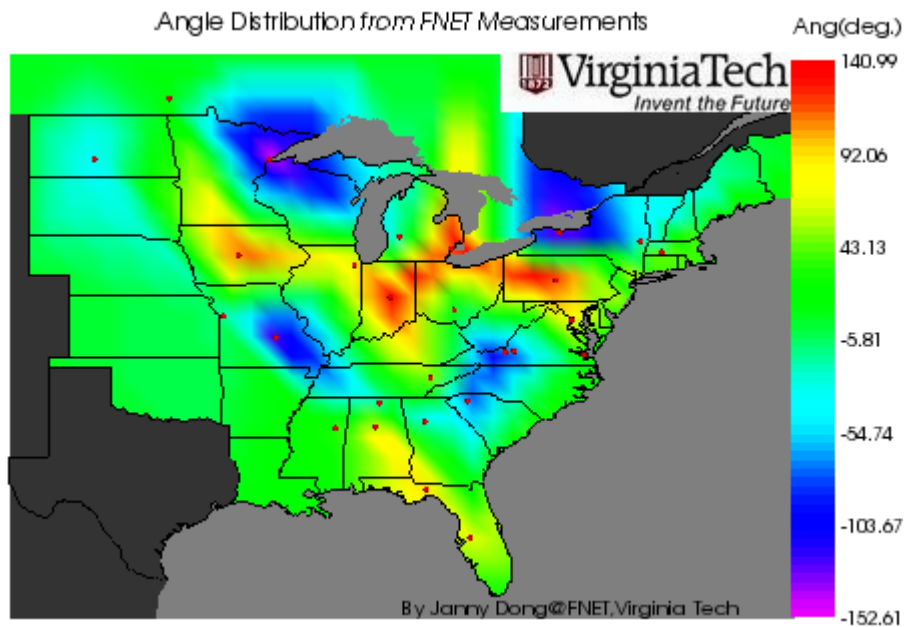 Angle Distribution from FNET Measurements
Ang(deg.)
VirginiaTech
Invent the Future
140.99
92.06
43.13
-5.81
-54.74
-103.67
-152.61
By Janny Dong@FNET,Virginia Tech